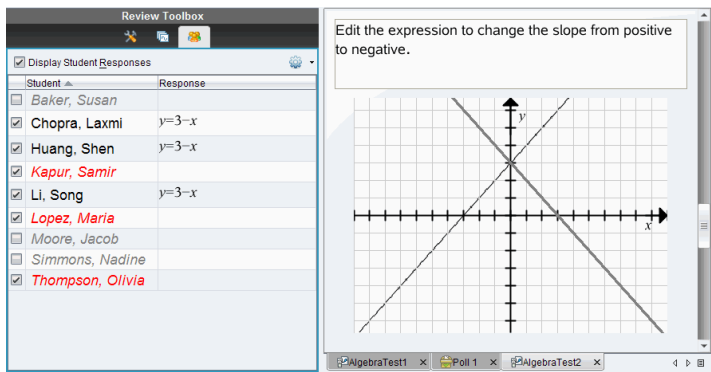 Review Toolbox
Display Student Responses
Student Response
Baker, Susan
Chopra, Laxmi y=3−x
Huang, Shen y=3−x
Kapur, Samir
Li, Song y=3−x
Lopez, Maria
Moore, Jacob
Simmons, Nadine
Thompson, Olivia
Edit the expression to change the slope from positive
to negative.
y
x
AlgebraTest1 Poll 1 AlgebraTest2